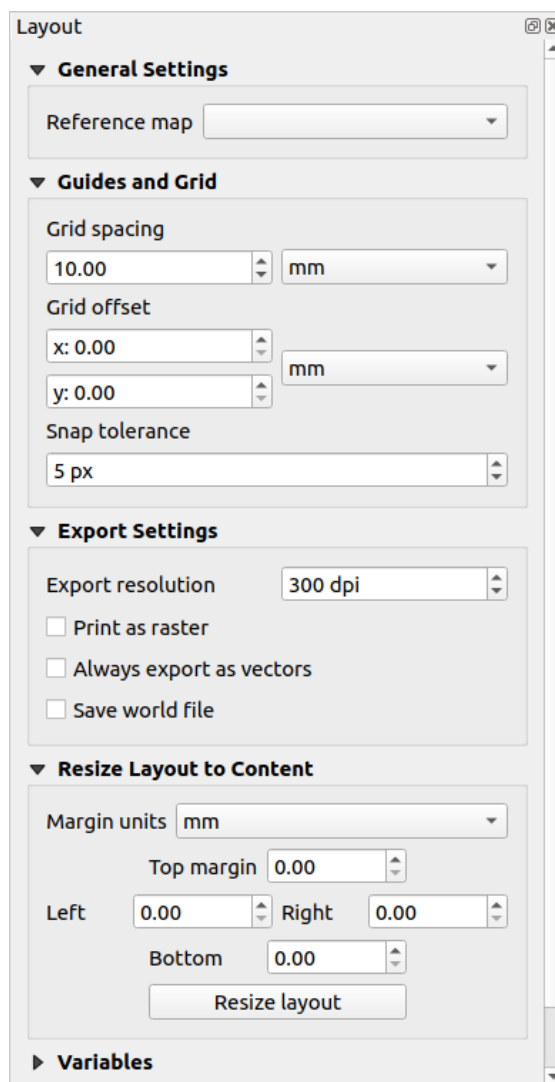 Layout
General Settings
Reference map
Guides and Grid
Grid spacing
10.00 mm
Grid offset
x: 0.00
mm
y: 0.00
Snap tolerance
5 px
Export Settings
Export resolution 300 dpi
Print as raster
Always export as vectors
Save world file
Resize Layout to Content
Margin units mm
Top margin 0.00
Left 0.00 Right 0.00
Bottom 0.00
Resize layout
Variables